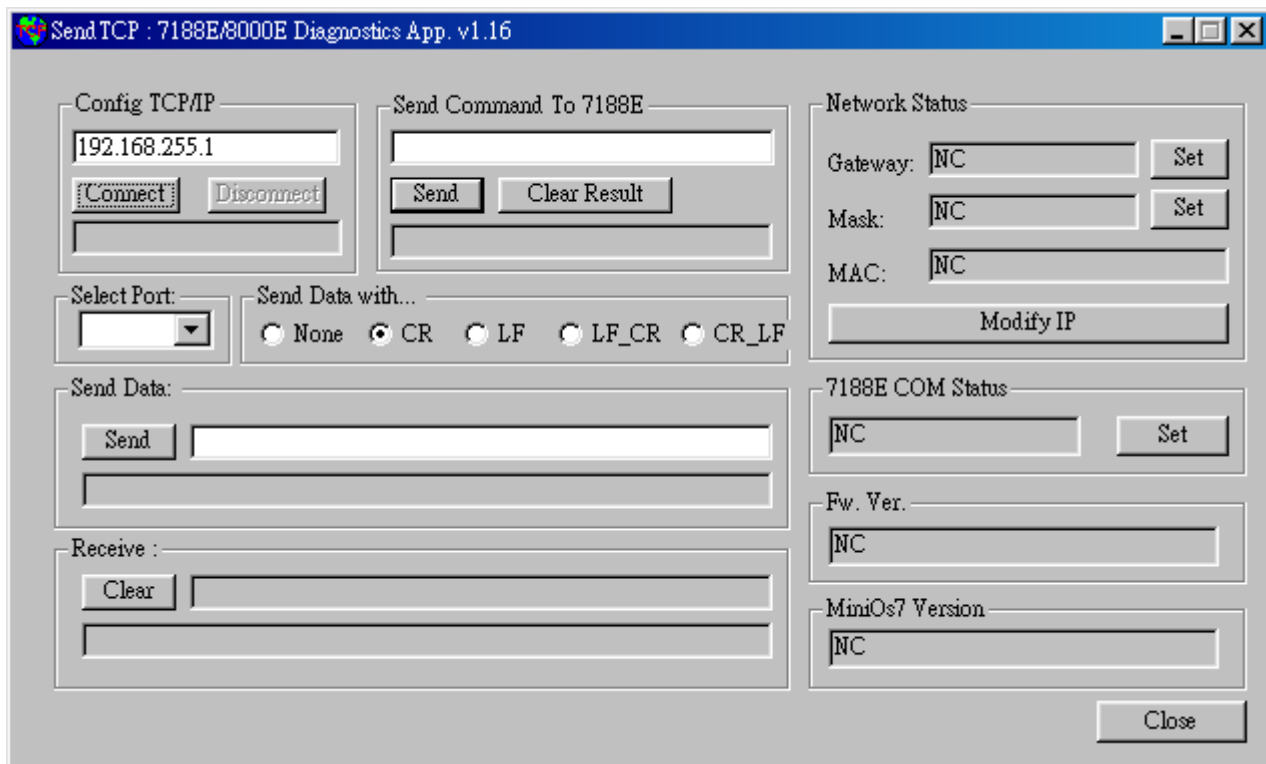 SendTCP : 7188E/8000E Diagnostics App. v1.16
Config TCP/IP
192.168.255.1
Connect Disconnect
Send Command To 7188E
Send Clear Result
Network Status
Gateway: NC Set
Mask: NC Set
MAC: NC
Modify IP
Select Port:
Send Data with...
None CR LF LF_CR CR_LF
Send Data:
Send
7188E COM Status
NC Set
Receive :
Clear
Fw. Ver.
NC
MiniOs7 Version
NC
Close